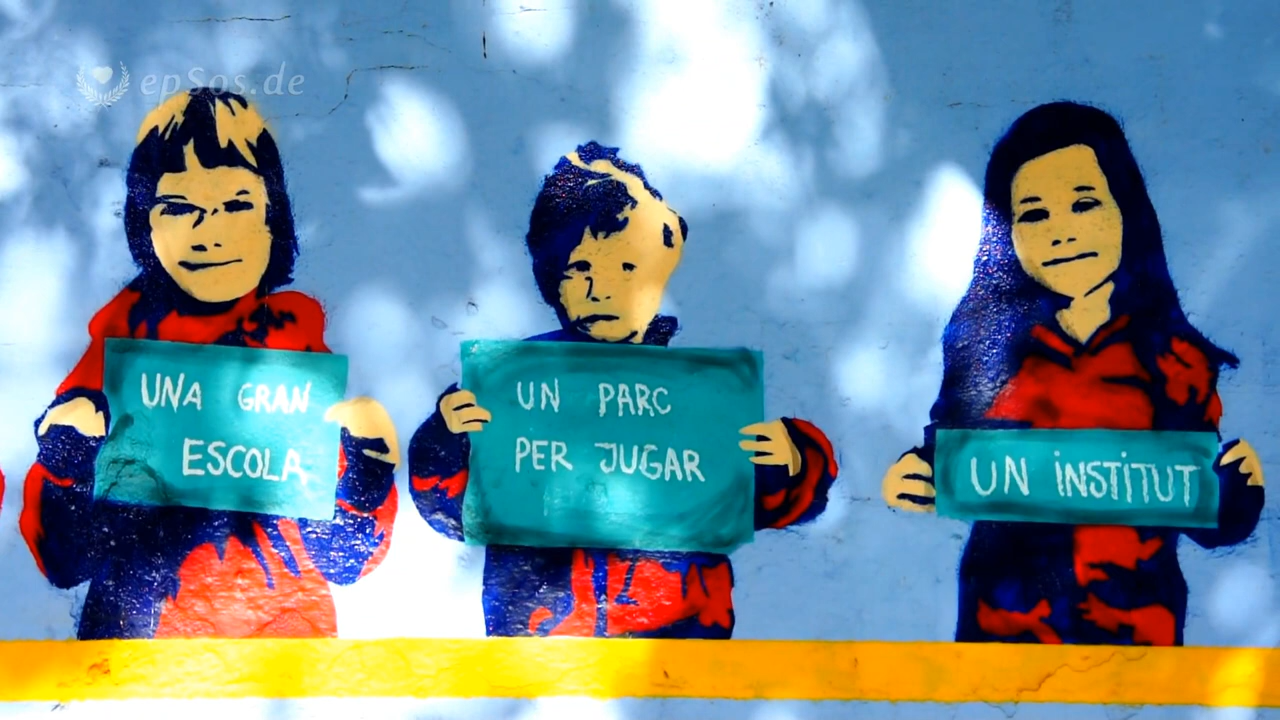 epSos.de
UNA GRAN
ESCOLA
UN PARC
PER JUGAR
UN INSTITUT